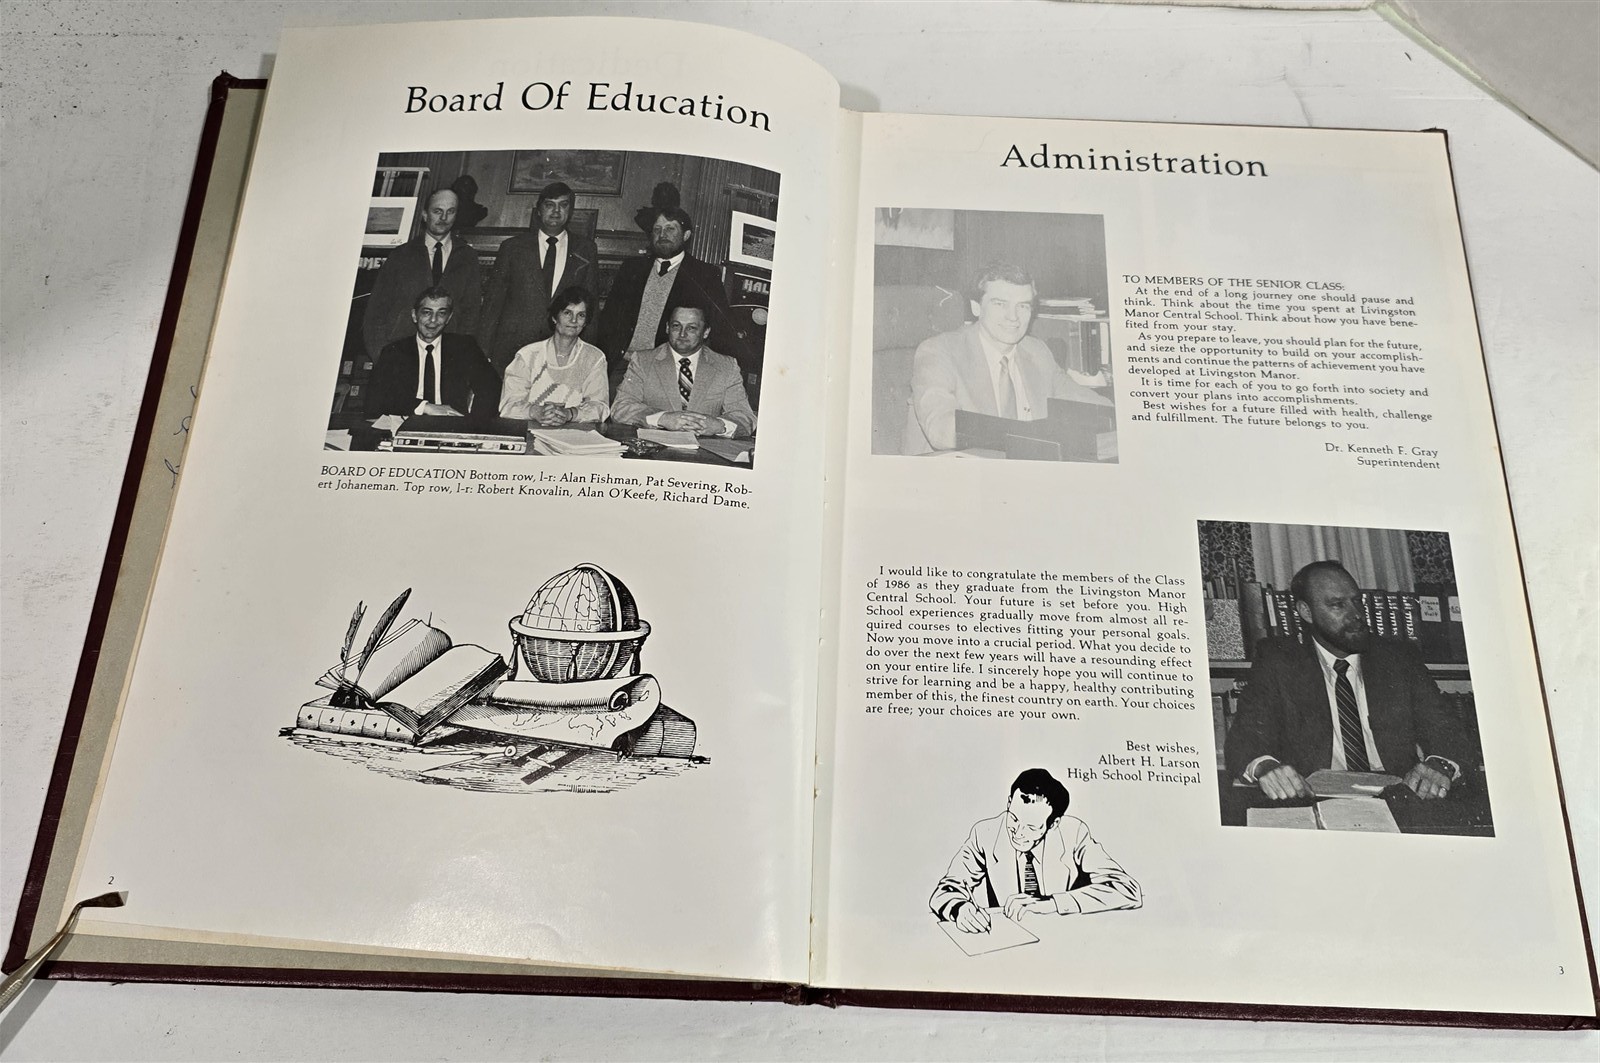 Board Of Education
BOARD OF EDUCATION Bottom row, l-r: Alan Fishman, Pat Severing, Rob-
ert Johaneman. Top row, l-r: Robert Knovalin, Alan O'Keefe, Richard Dame.
2
Administration
TO MEMBERS OF THE SENIOR CLASS:
At the end of a long journey one should pause and
think. Think about the time you spent at Livingston
Manor Central School. Think about how you have bene-
fited from your stay.
As you prepare to leave, you should plan for the future,
and sieze the opportunity to build on your accomplish-
ments and continue the patterns of achievement you have
developed at Livingston Manor.
It is time for each of you to go forth into society and
convert your plans into accomplishments.
Best wishes for a future filled with health, challenge
and fulfillment. The future belongs to you.
Dr. Kenneth F. Gray
Superintendent
I would like to congratulate the members of the Class
of 1986 as they graduate from the Livingston Manor
Central School. Your future is set before you. High
School experiences gradually move from almost all re-
quired courses to electives fitting your personal goals.
Now you move into a crucial period. What you decide to
do over the next few years will have a resounding effect
on your entire life. I sincerely hope you will continue to
strive for learning and be a happy, healthy contributing
member of this, the finest country on earth. Your choices
are free; your choices are your own.
Best wishes,
Albert H. Larson
High School Principal
3